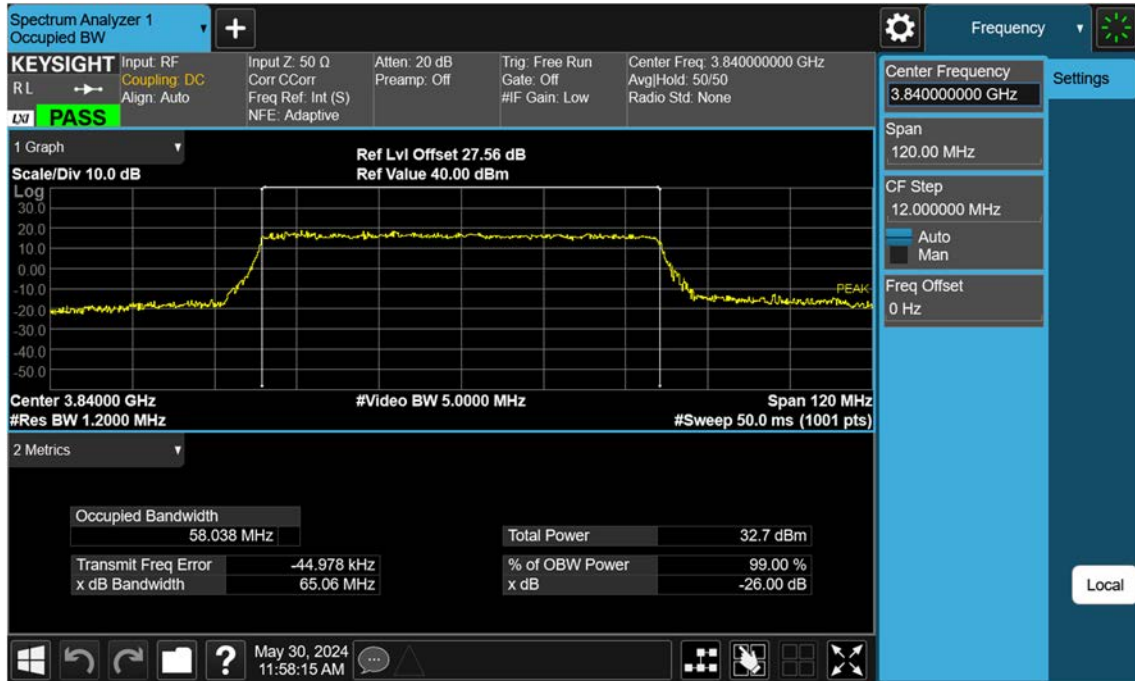 Spectrum Analyzer 1
Occupied BW
+
Frequency
KEYSIGHT
R L
LXI PASS
Input: RF
Coupling: DC
Align: Auto
Input Z: 50 Ω
Corr CCorr
Freq Ref: Int (S)
NFE: Adaptive
Atten: 20 dB
Preamp: Off
Trig: Free Run
Gate: Off
#IF Gain: Low
Center Freq: 3.840000000 GHz
Avg|Hold: 50/50
Radio Std: None
1 Graph
Scale/Div 10.0 dB
Ref Lvl Offset 27.56 dB
Ref Value 40.00 dBm
Log
30.0
20.0
10.0
0.00
-10.0
-20.0
-30.0
-40.0
-50.0
PEAK
Center 3.84000 GHz
#Res BW 1.2000 MHz
#Video BW 5.0000 MHz
Span 120 MHz
#Sweep 50.0 ms (1001 pts)
2 Metrics
Occupied Bandwidth
58.038 MHz
Transmit Freq Error -44.978 kHz
x dB Bandwidth 65.06 MHz
Total Power 32.7 dBm
% of OBW Power 99.00 %
x dB -26.00 dB
?
May 30, 2024
11:58:15 AM
Center Frequency
3.840000000 GHz
Span
120.00 MHz
CF Step
12.000000 MHz
Auto
Man
Freq Offset
0 Hz
Settings
Local